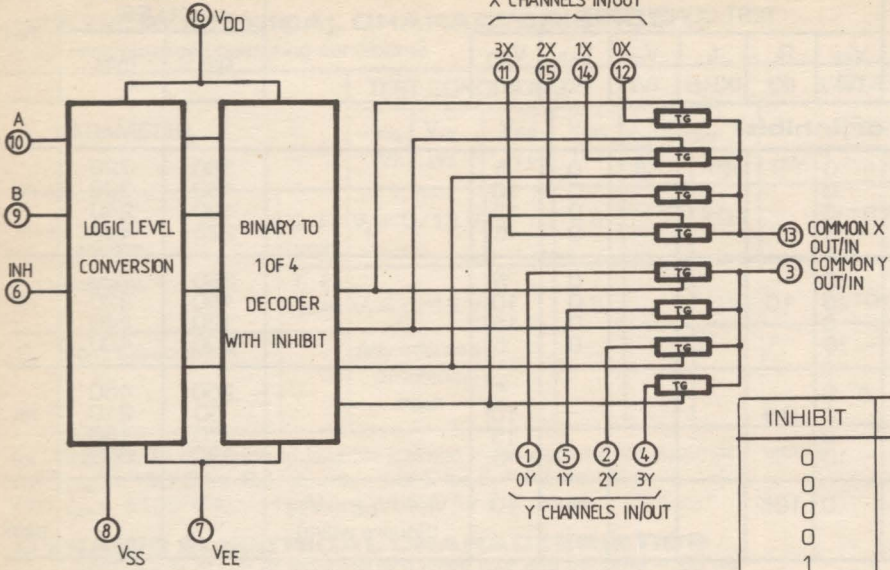 X CHANNELS IN/OUT
16 VDD
3X 2X 1X 0X
11 15 14 12
A
10
B
9
INH
6
LOGIC LEVEL
CONVERSION
BINARY TO
1 OF 4
DECODER
WITH INHIBIT
TG
TG
TG
TG
13 COMMON X
OUT/IN
3 COMMON Y
OUT/IN
TG
TG
TG
TG
1 5 2 4
0Y 1Y 2Y 3Y
Y CHANNELS IN/OUT
8 VSS
7 VEE
INHIBIT
0
0
0
0
1